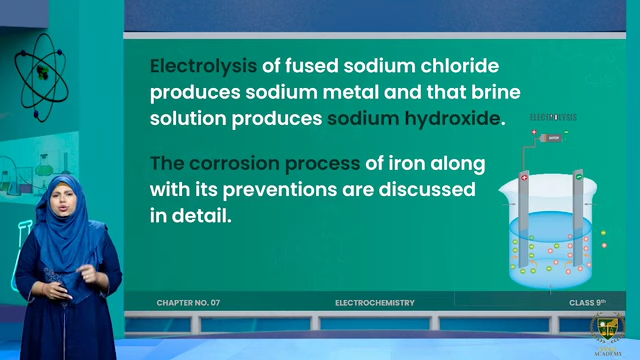 Electrolysis of fused sodium chloride
produces sodium metal and that brine
solution produces sodium hydroxide.
ELECTROLYSIS
The corrosion process of iron along
with its preventions are discussed
in detail.
CHAPTER NO. 07 ELECTROCHEMISTRY CLASS 9th
ACADEMY